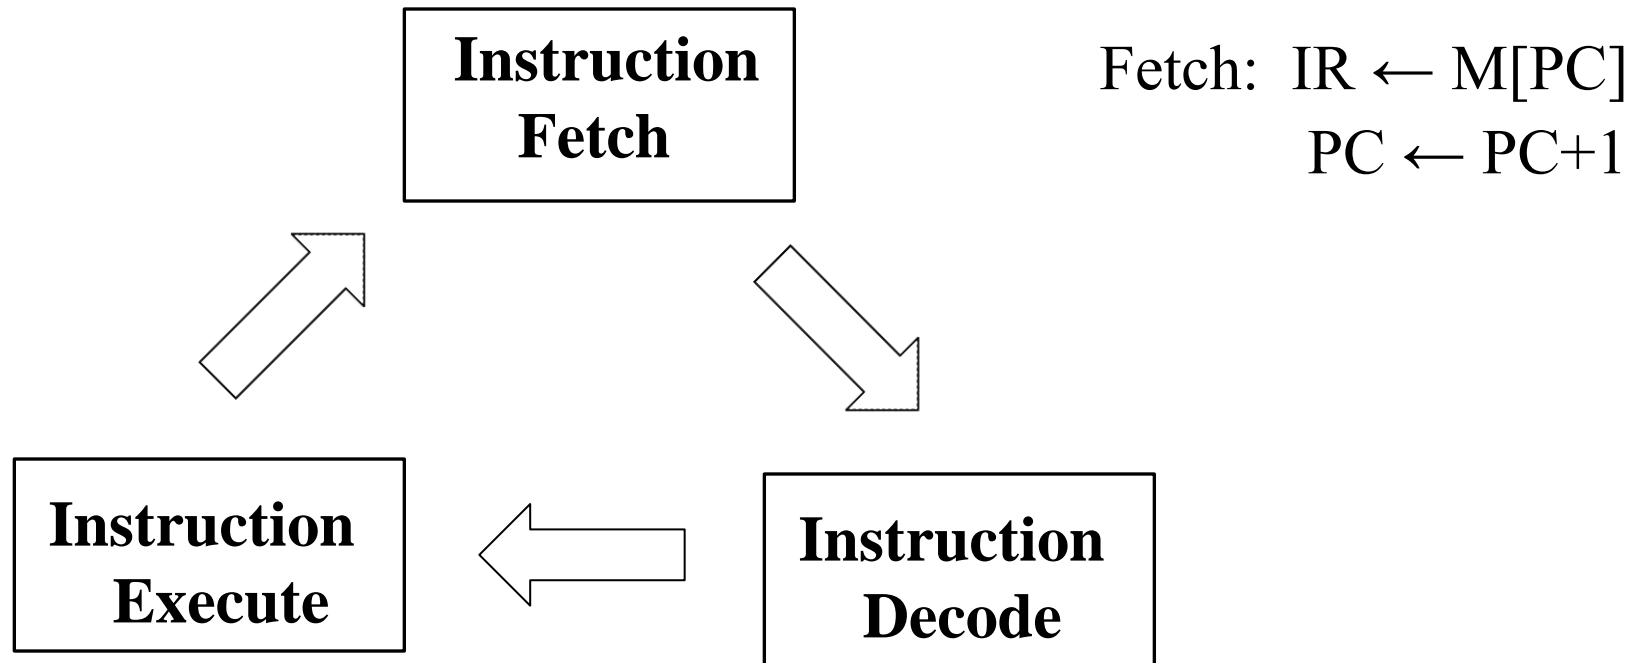 Instruction
Fetch
Fetch: IR ← M[PC]
PC ← PC+1
Instruction
Execute
Instruction
Decode